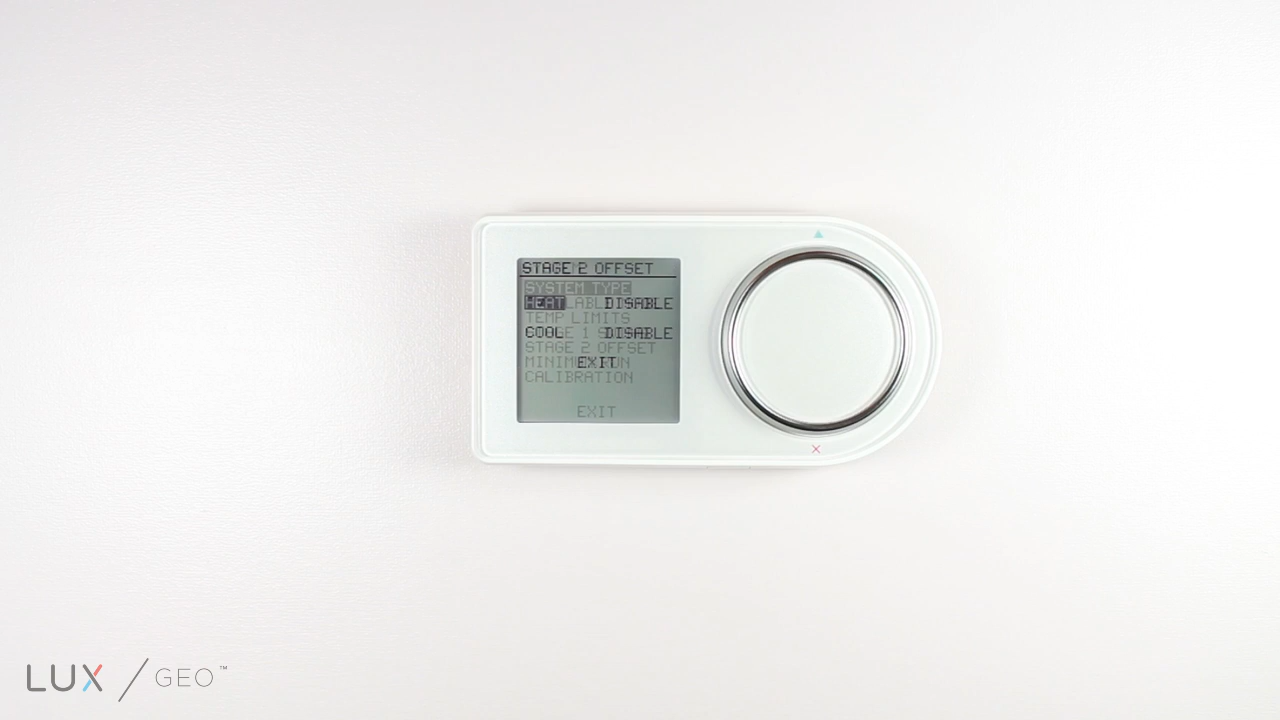 STAGE 2 OFFSET
SYSTEM TYPE
HEAT DISABLE
TEMP LIMITS
COOL DISABLE
STAGE 2 OFFSET
EXIT
CALIBRATION
EXIT
LUX / GEO™